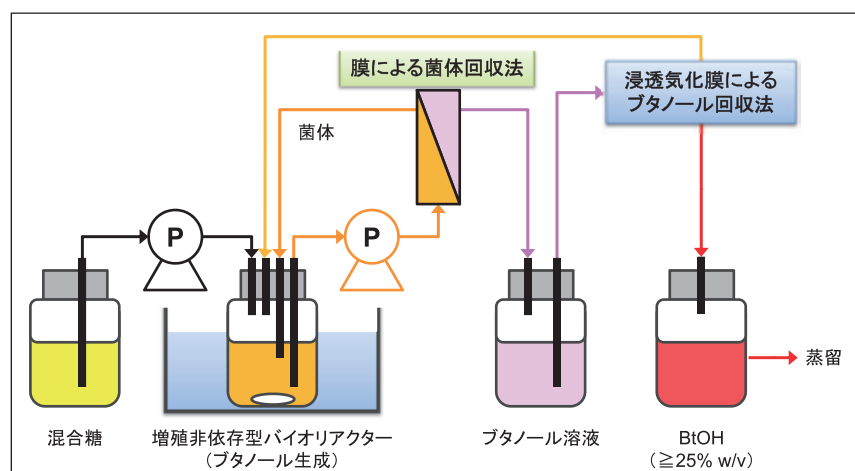 膜による菌体回収法
浸透気化膜による
ブタノール回収法
菌体
P
P
蒸留
混合糖
増殖非依存型バイオリアクター
(ブタノール生成)
ブタノール溶液
BtOH
(≧25% w/v)